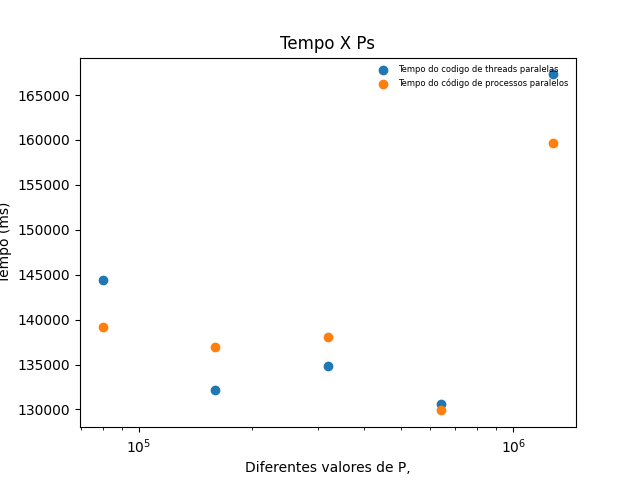 Tempo X Ps
Tempo do codigo de threads paralelas
Tempo do código de processos paralelos
165000
160000
155000
150000
145000
140000
135000
130000
Tempo (ms)
10^5
10^6
Diferentes valores de P,